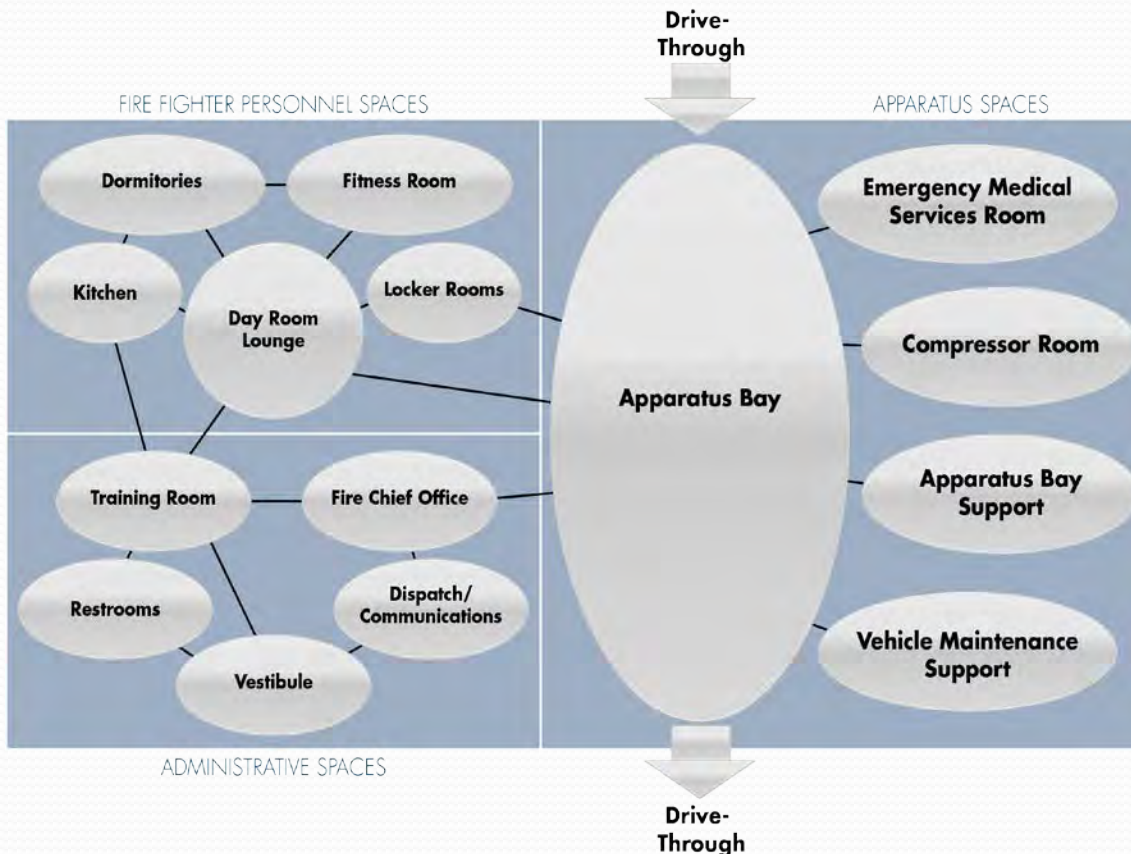 Drive-
Through
FIRE FIGHTER PERSONNEL SPACES
APPARATUS SPACES
Dormitories
Fitness Room
Kitchen
Day Room
Lounge
Locker Rooms
Training Room
Fire Chief Office
Restrooms
Dispatch/
Communications
Vestibule
ADMINISTRATIVE SPACES
Apparatus Bay
Emergency Medical
Services Room
Compressor Room
Apparatus Bay
Support
Vehicle Maintenance
Support
Drive-
Through